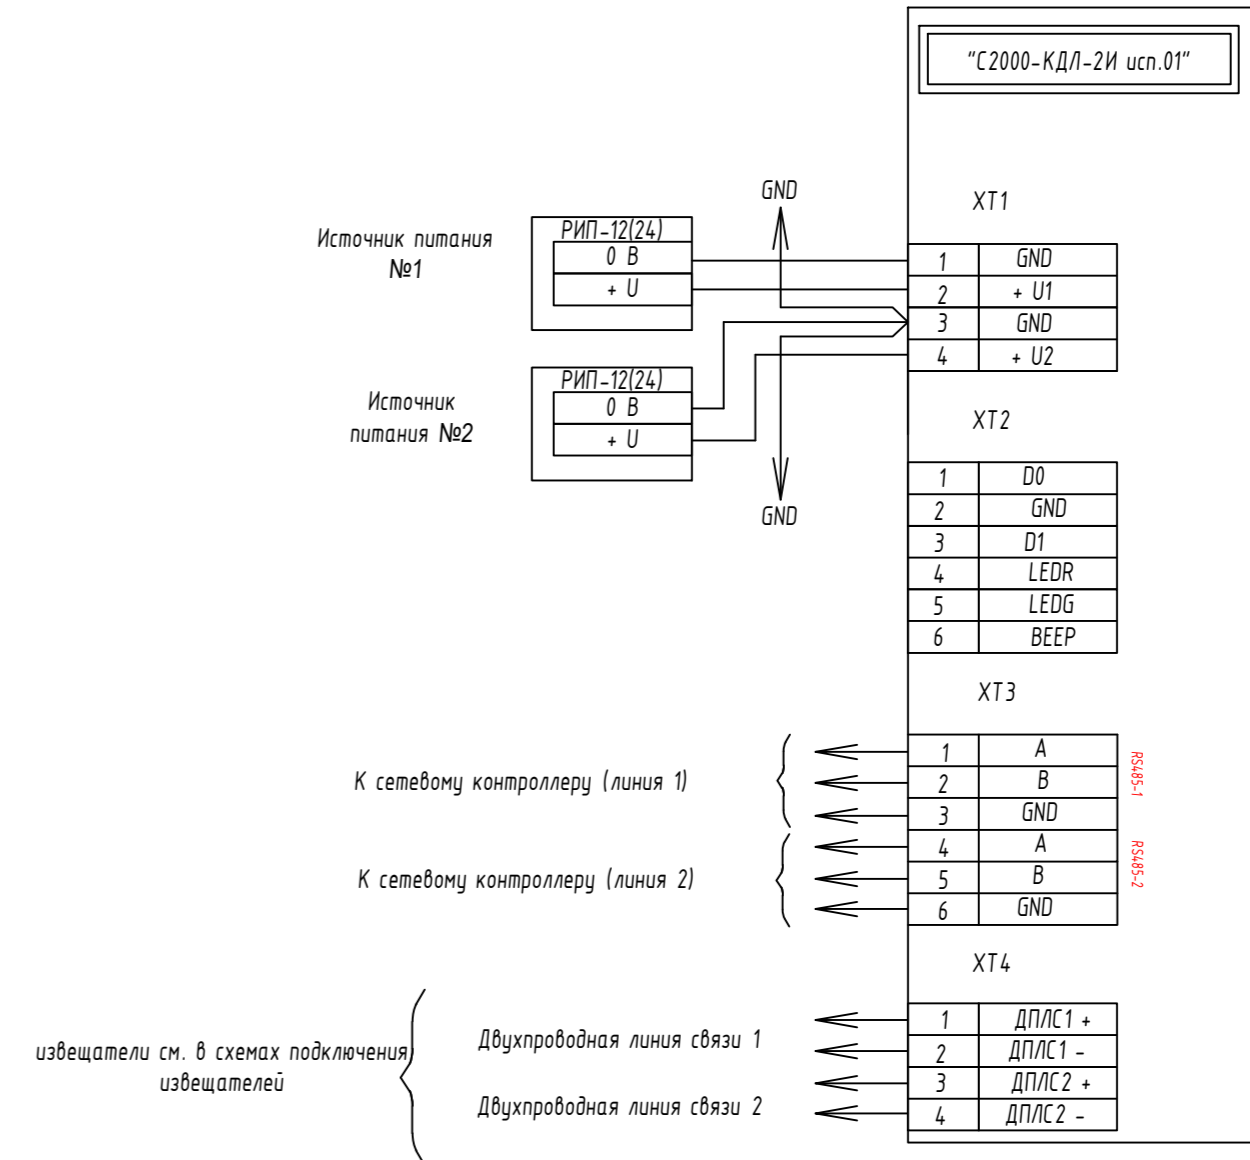 "С2000-КДЛ-2И исп.01"
GND
XT1
Источник питания
№1
РИП-12(24)
0 В
+ U
1 GND
2 + U1
3 GND
4 + U2
Источник
питания №2
РИП-12(24)
0 В
+ U
GND
XT2
1 D0
2 GND
3 D1
4 LEDR
5 LEDG
6 BEEP
XT3
К сетевому контроллеру (линия 1)
1 A
2 B
3 GND
RS485-1
К сетевому контроллеру (линия 2)
4 A
5 B
6 GND
RS485-2
XT4
извещатели см. в схемах подключения
извещателей
Двухпроводная линия связи 1
Двухпроводная линия связи 2
1 ДПЛС1 +
2 ДПЛС1 -
3 ДПЛС2 +
4 ДПЛС2 -